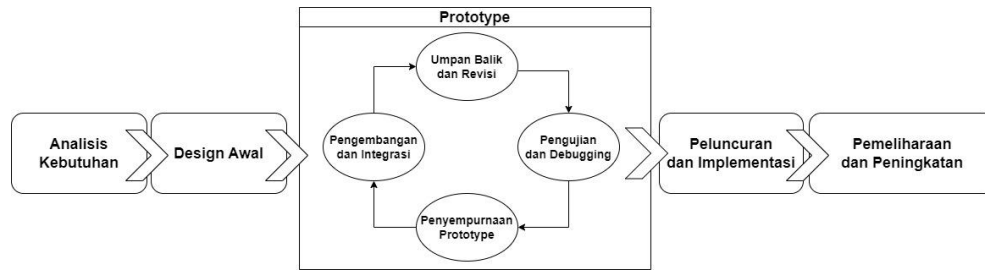 Prototype
Analisis
Kebutuhan
Design Awal
Umpan Balik
dan Revisi
Pengembangan
dan Integrasi
Pengujian
dan Debugging
Penyempurnaan
Prototype
Peluncuran
dan Implementasi
Pemeliharaan
dan Peningkatan